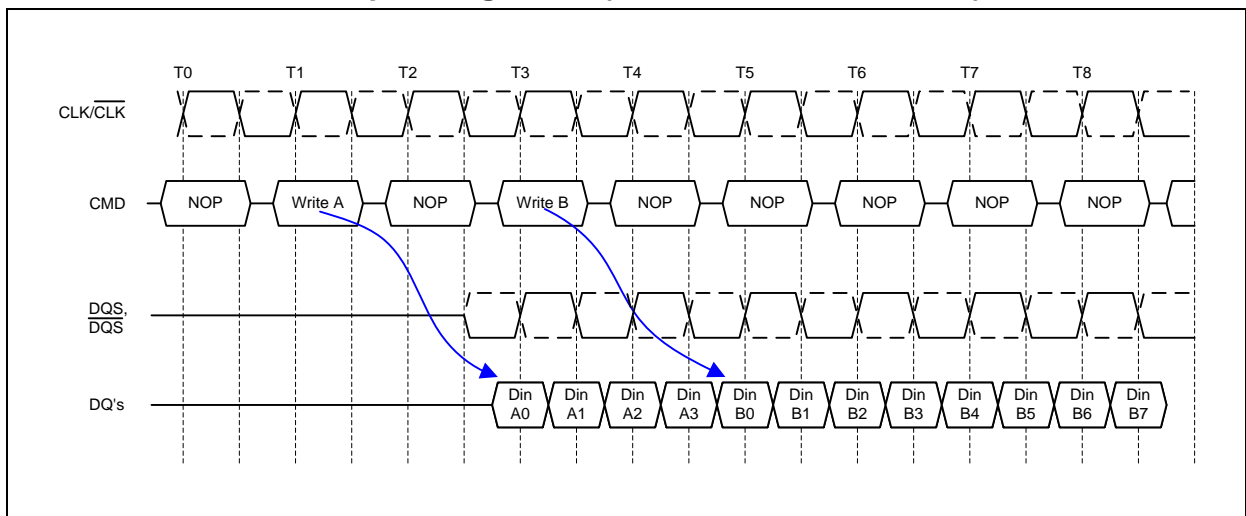 T0 T1 T2 T3 T4 T5 T6 T7 T8
CLK/CLK
CMD NOP Write A NOP Write B NOP NOP NOP NOP NOP
DQS,
DQS
DQ's Din Din Din Din Din Din Din Din Din Din Din Din
A0 A1 A2 A3 B0 B1 B2 B3 B4 B5 B6 B7